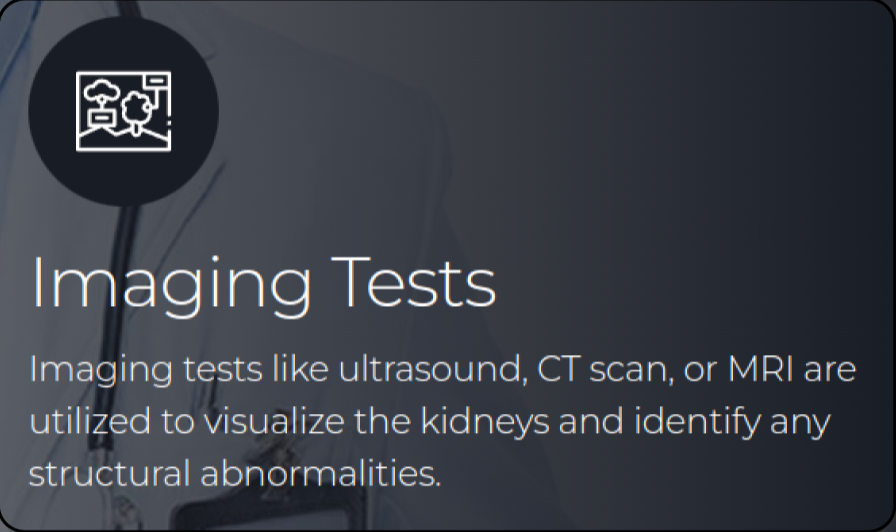 Imaging Tests
Imaging tests like ultrasound, CT scan, or MRI are
utilized to visualize the kidneys and identify any
structural abnormalities.